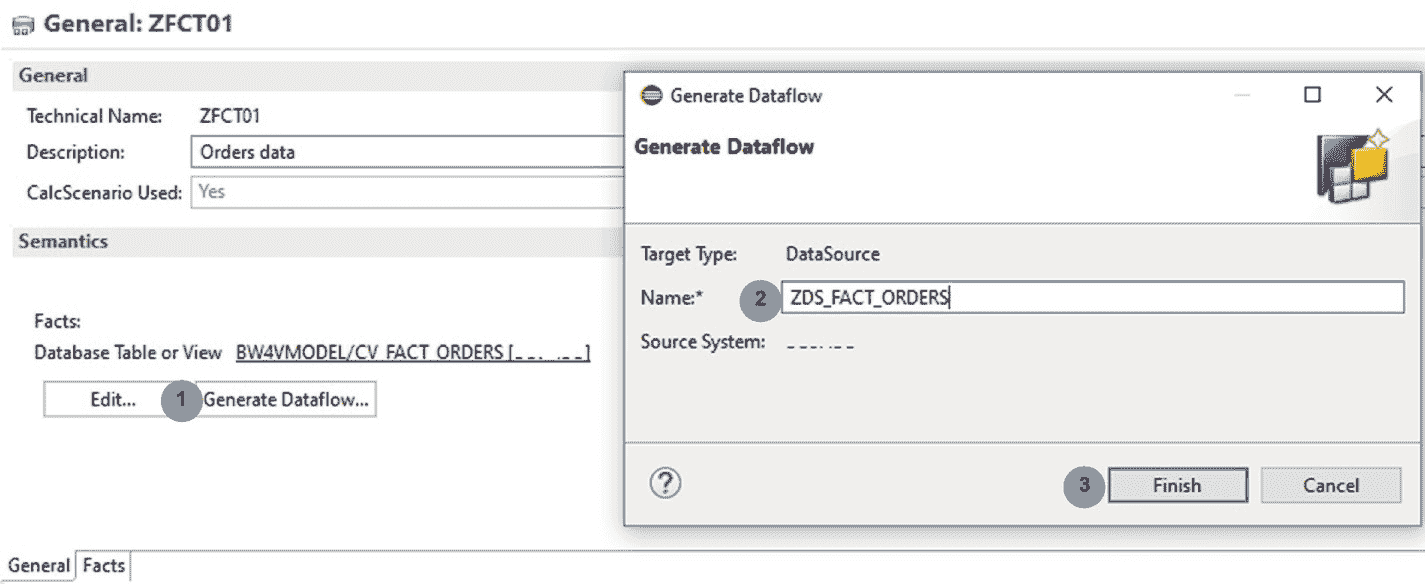 General: ZFCT01
General
Technical Name: ZFCT01
Description: Orders data
CalcScenario Used: Yes
Semantics
Facts:
Database Table or View BW4VMODEL/CV_FACT_ORDERS [
Edit... 1 Generate Dataflow...
General Facts
Generate Dataflow
Generate Dataflow
Target Type: DataSource
Name:* 2 ZDS_FACT_ORDERS
Source System:
? 3 Finish Cancel